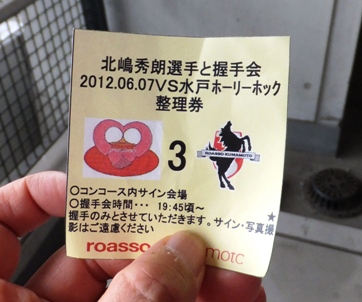 北嶋秀朗選手と握手会
2012.06.07VS水戸ホーリーホック
整理券
3
ROASSO KUMAMOTO
○コンコース内サイン会場
○握手会時間・・・ 19:45頃~
握手のみとさせていただきます。サイン・写真撮
影はご遠慮ください
★
roasso moto